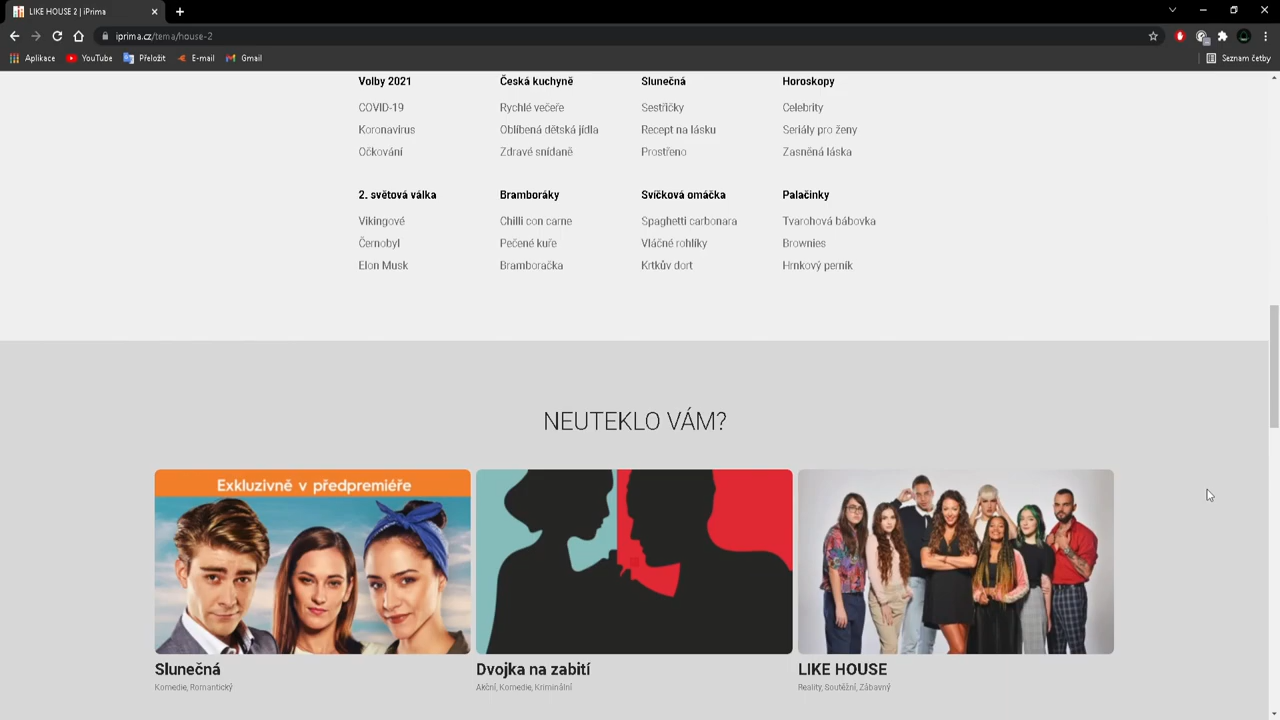 LIKE HOUSE 2 | iPrima
iprima.cz/tema/house-2
Aplikace YouTube Přeložit E-mail Gmail Seznam četby
Volby 2021
COVID-19
Koronavirus
Očkování
Česká kuchyně
Rychlé večeře
Oblíbená dětská jídla
Zdravé snídaně
Slunečná
Sestřičky
Recept na lásku
Prostřeno
Horoskopy
Celebrity
Seriály pro ženy
Zasněná láska
2. světová válka
Vikingové
Černobyl
Elon Musk
Bramboráky
Chilli con carne
Pečené kuře
Bramboračka
Svíčková omáčka
Spaghetti carbonara
Vláčné rohlíky
Krtkův dort
Palačinky
Tvarohová bábovka
Brownies
Hrnkový perník
NEUTEKLO VÁM?
Exkluzivně v předpremiéře
Slunečná
Komedie, Romantický
Dvojka na zabití
Akční, Komedie, Kriminální
LIKE HOUSE
Reality, Soutěžní, Zábavný